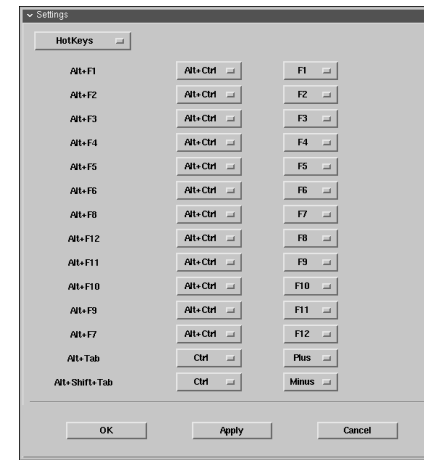 Settings
HotKeys
Alt+F1 Alt+Ctrl F1
Alt+F2 Alt+Ctrl F2
Alt+F3 Alt+Ctrl F3
Alt+F4 Alt+Ctrl F4
Alt+F5 Alt+Ctrl F5
Alt+F6 Alt+Ctrl F6
Alt+F8 Alt+Ctrl F7
Alt+F12 Alt+Ctrl F8
Alt+F11 Alt+Ctrl F9
Alt+F10 Alt+Ctrl F10
Alt+F9 Alt+Ctrl F11
Alt+F7 Alt+Ctrl F12
Alt+Tab Ctrl Plus
Alt+Shift+Tab Ctrl Minus
OK Apply Cancel